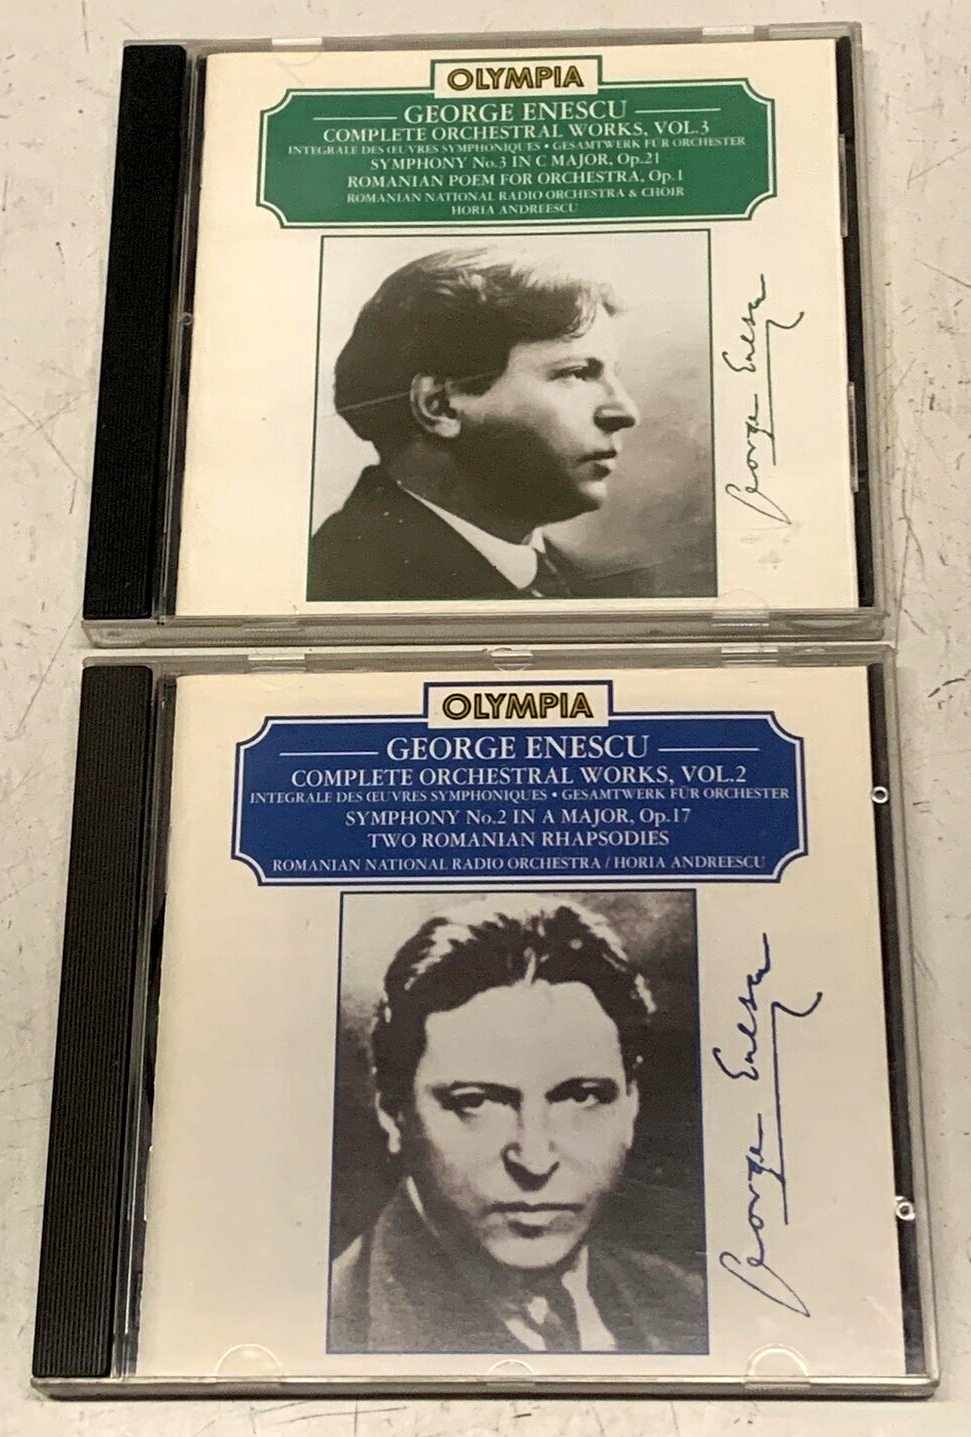 OLYMPIA
GEORGE ENESCU
COMPLETE ORCHESTRAL WORKS, VOL.3
INTEGRALE DES ŒUVRES SYMPHONIQUES • GESAMTWERK FÜR ORCHESTER
SYMPHONY No.3 IN C MAJOR, Op.21
ROMANIAN POEM FOR ORCHESTRA, Op.1
ROMANIAN NATIONAL RADIO ORCHESTRA & CHOIR
HORIA ANDREESCU
George Enescu
OLYMPIA
GEORGE ENESCU
COMPLETE ORCHESTRAL WORKS, VOL.2
INTEGRALE DES ŒUVRES SYMPHONIQUES • GESAMTWERK FÜR ORCHESTER
SYMPHONY No.2 IN A MAJOR, Op.17
TWO ROMANIAN RHAPSODIES
ROMANIAN NATIONAL RADIO ORCHESTRA / HORIA ANDREESCU
George Enescu